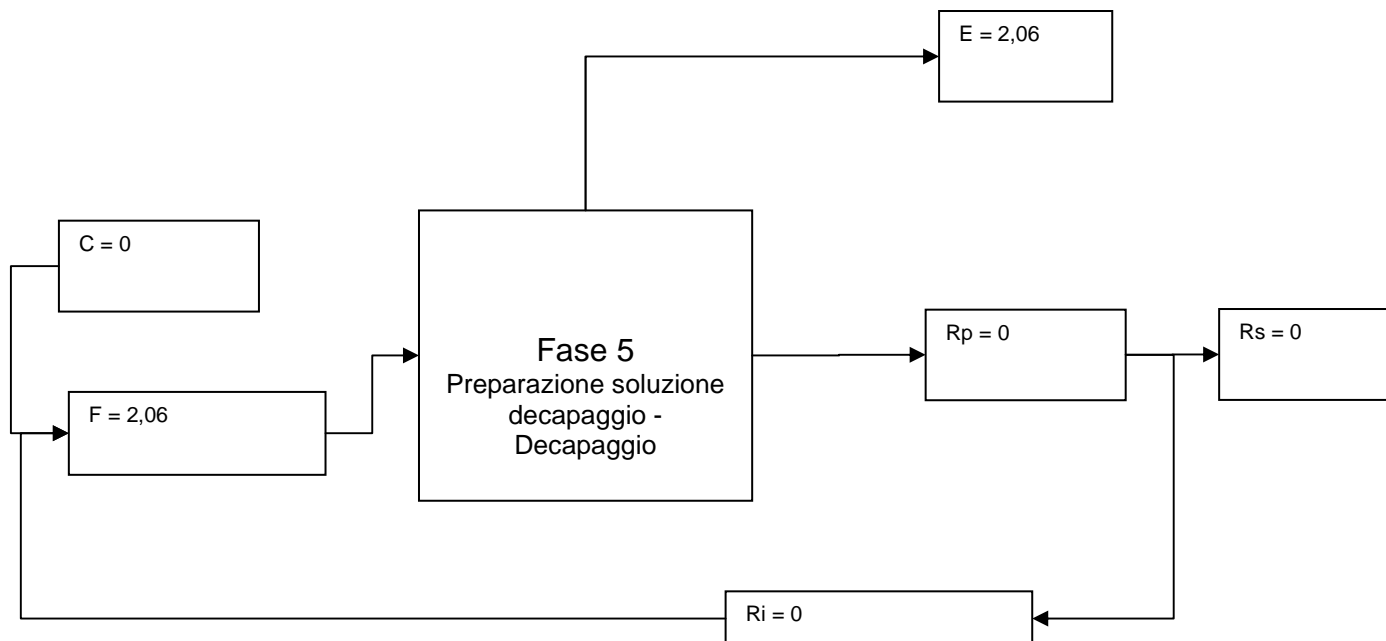 E = 2,06
C = 0
Rp = 0
Rs = 0
Fase 5
Preparazione soluzione
decapaggio -
Decapaggio
F = 2,06
Ri = 0